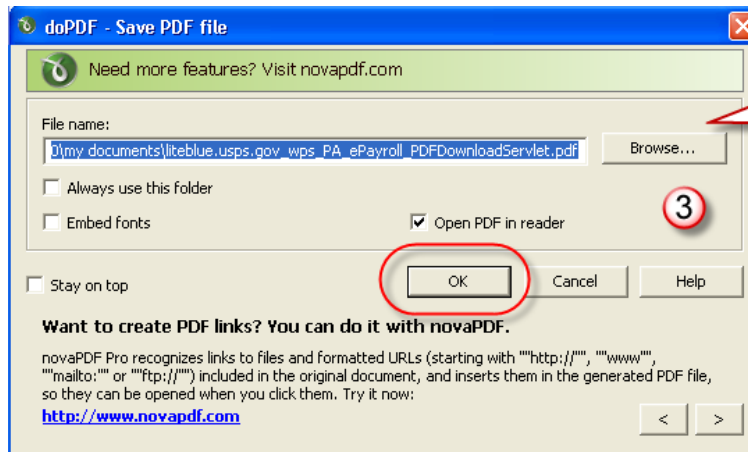 doPDF - Save PDF file
Need more features? Visit novapdf.com
File name:
D\my documents\liteblue.usps.gov_wps_PA_ePayroll_PDFDownloadServlet.pdf
Browse...
Always use this folder
Embed fonts
Open PDF in reader
3
Stay on top
OK
Cancel
Help
Want to create PDF links? You can do it with novaPDF.
novaPDF Pro recognizes links to files and formatted URLs (starting with ""http://"", ""www"",
""mailto:"" or ""ftp://"") included in the original document, and inserts them in the generated PDF file,
so they can be opened when you click them. Try it now:
http://www.novapdf.com
< >